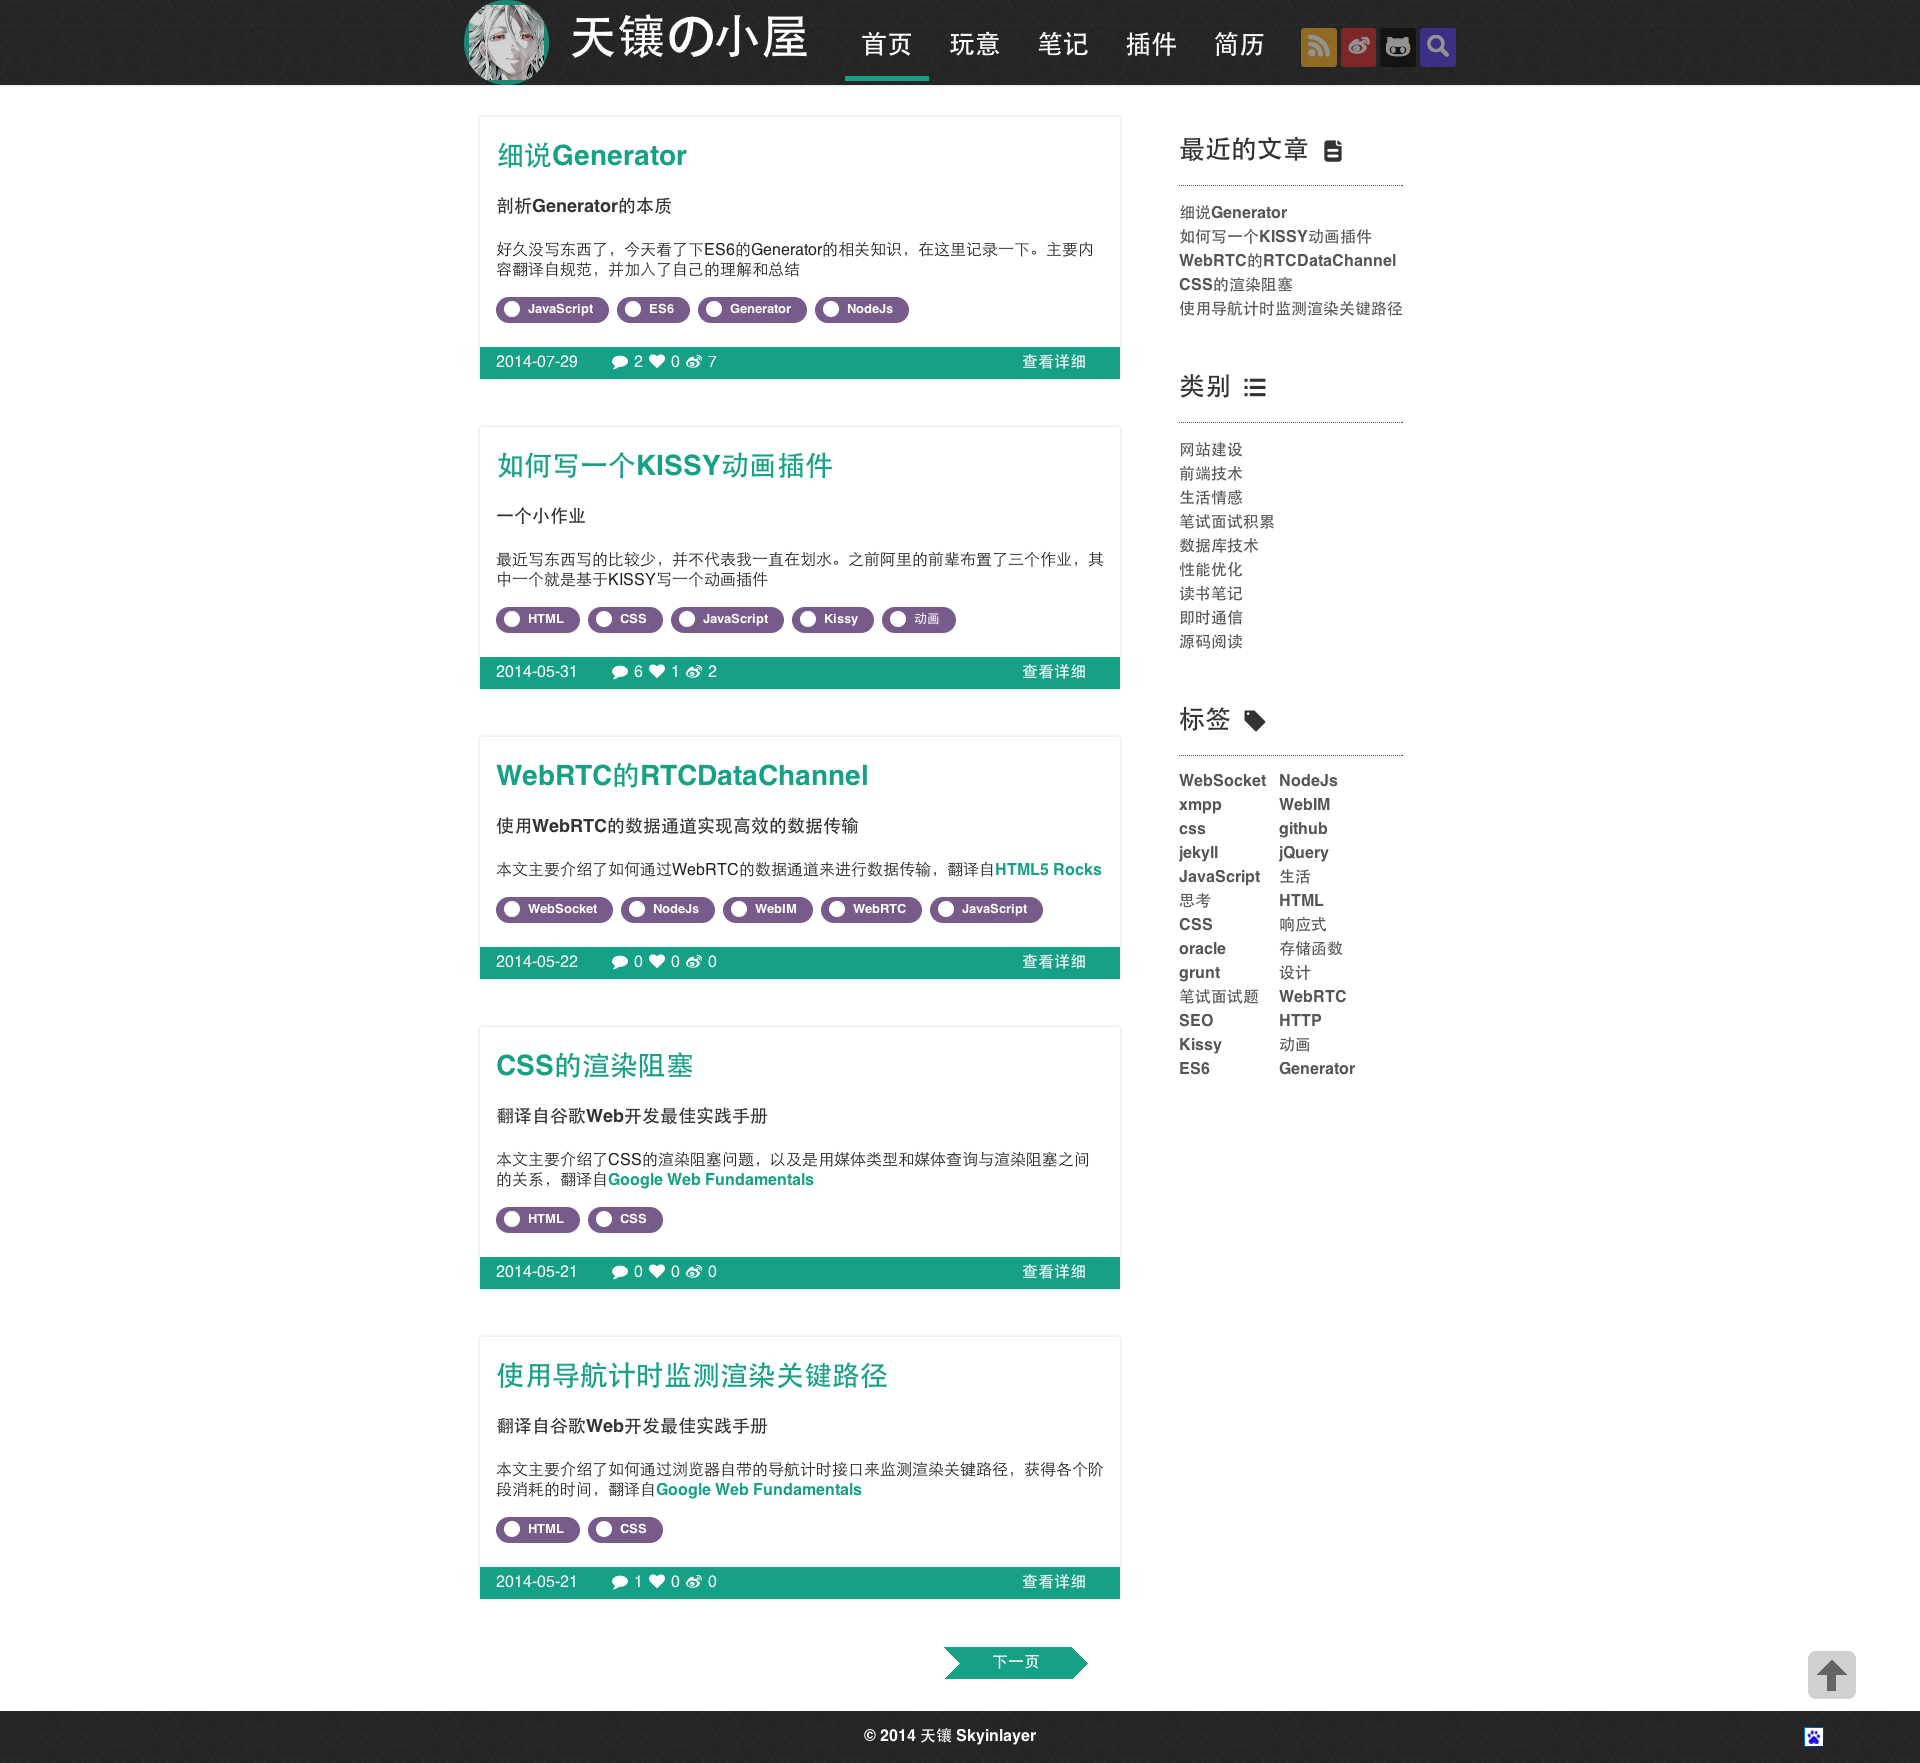 天镶の小屋
首页 玩意 笔记 插件 简历
细说Generator
剖析Generator的本质
好久没写东西了，今天看了下ES6的Generator的相关知识，在这里记录一下。主要内
容翻译自规范，并加入了自己的理解和总结
JavaScript ES6 Generator NodeJs
2014-07-29 2 0 7 查看详细
如何写一个KISSY动画插件
一个小作业
最近写东西写的比较少，并不代表我一直在划水。之前阿里的前辈布置了三个作业，其
中一个就是基于KISSY写一个动画插件
HTML CSS JavaScript Kissy 动画
2014-05-31 6 1 2 查看详细
WebRTC的RTCDataChannel
使用WebRTC的数据通道实现高效的数据传输
本文主要介绍了如何通过WebRTC的数据通道来进行数据传输，翻译自HTML5 Rocks
WebSocket NodeJs WebIM WebRTC JavaScript
2014-05-22 0 0 0 查看详细
CSS的渲染阻塞
翻译自谷歌Web开发最佳实践手册
本文主要介绍了CSS的渲染阻塞问题，以及是用媒体类型和媒体查询与渲染阻塞之间
的关系，翻译自Google Web Fundamentals
HTML CSS
2014-05-21 0 0 0 查看详细
使用导航计时监测渲染关键路径
翻译自谷歌Web开发最佳实践手册
本文主要介绍了如何通过浏览器自带的导航计时接口来监测渲染关键路径，获得各个阶
段消耗的时间，翻译自Google Web Fundamentals
HTML CSS
2014-05-21 1 0 0 查看详细
下一页
最近的文章
细说Generator
如何写一个KISSY动画插件
WebRTC的RTCDataChannel
CSS的渲染阻塞
使用导航计时监测渲染关键路径
类别
网站建设
前端技术
生活情感
笔试面试积累
数据库技术
性能优化
读书笔记
即时通信
源码阅读
标签
WebSocket NodeJs
xmpp WebIM
css github
jekyll jQuery
JavaScript 生活
思考 HTML
CSS 响应式
oracle 存储函数
grunt 设计
笔试面试题 WebRTC
SEO HTTP
Kissy 动画
ES6 Generator
© 2014 天镶 Skyinlayer